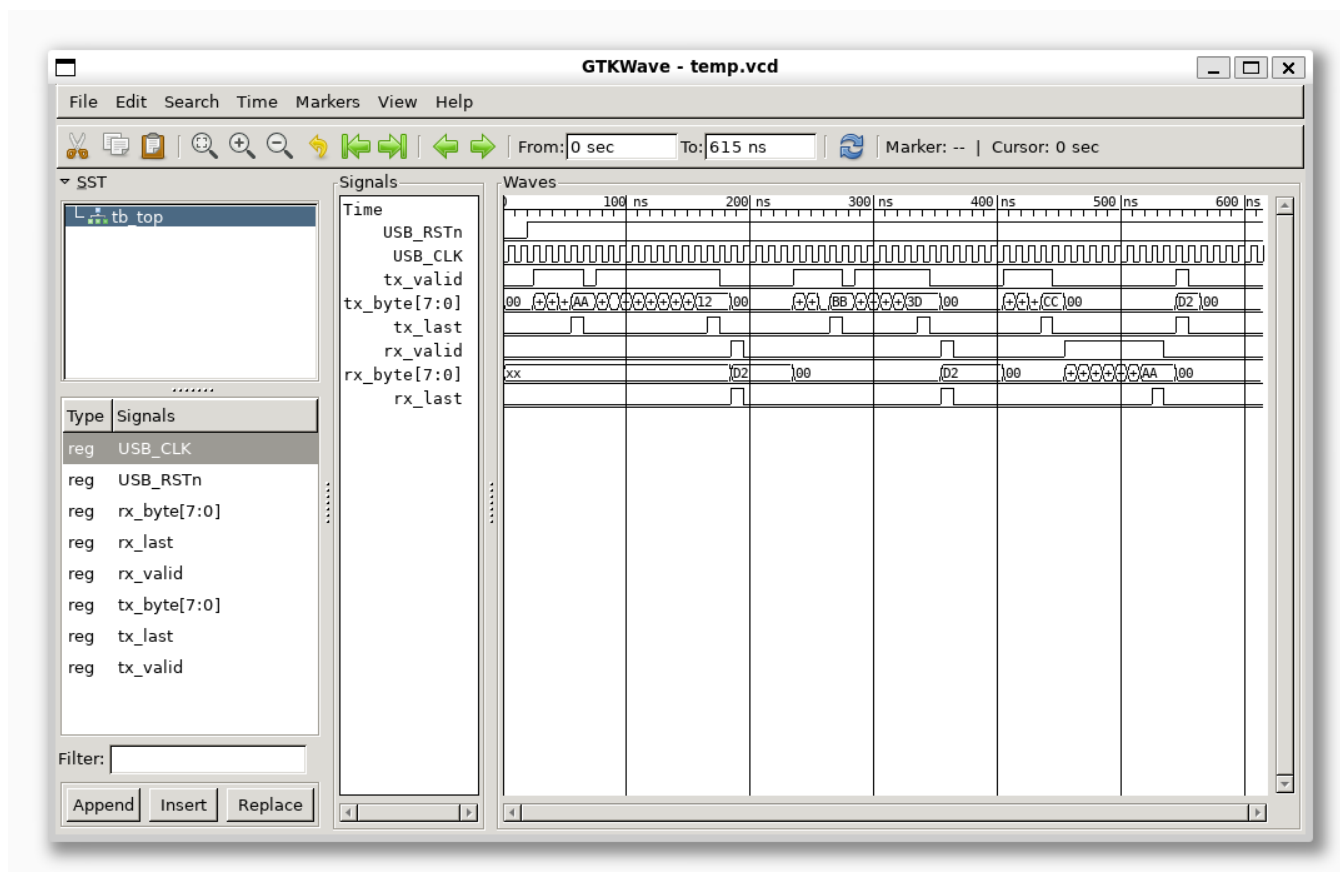 GTKWave - temp.vcd
File Edit Search Time Markers View Help
From: 0 sec To: 615 ns Marker: -- | Cursor: 0 sec
SST
tb_top
Type Signals
reg USB_CLK
reg USB_RSTn
reg rx_byte[7:0]
reg rx_last
reg rx_valid
reg tx_byte[7:0]
reg tx_last
reg tx_valid
Filter:
Append Insert Replace
Signals
Time
USB_RSTn
USB_CLK
tx_valid
tx_byte[7:0]
tx_last
rx_valid
rx_byte[7:0]
rx_last
Waves
100 ns 200 ns 300 ns 400 ns 500 ns 600 ns
00 + + + AA + + + + + + + 12 00 + + BB + + + + 3D 00 + + + CC 00 D2 00
xx D2 00 D2 00 + + + + + + AA 00